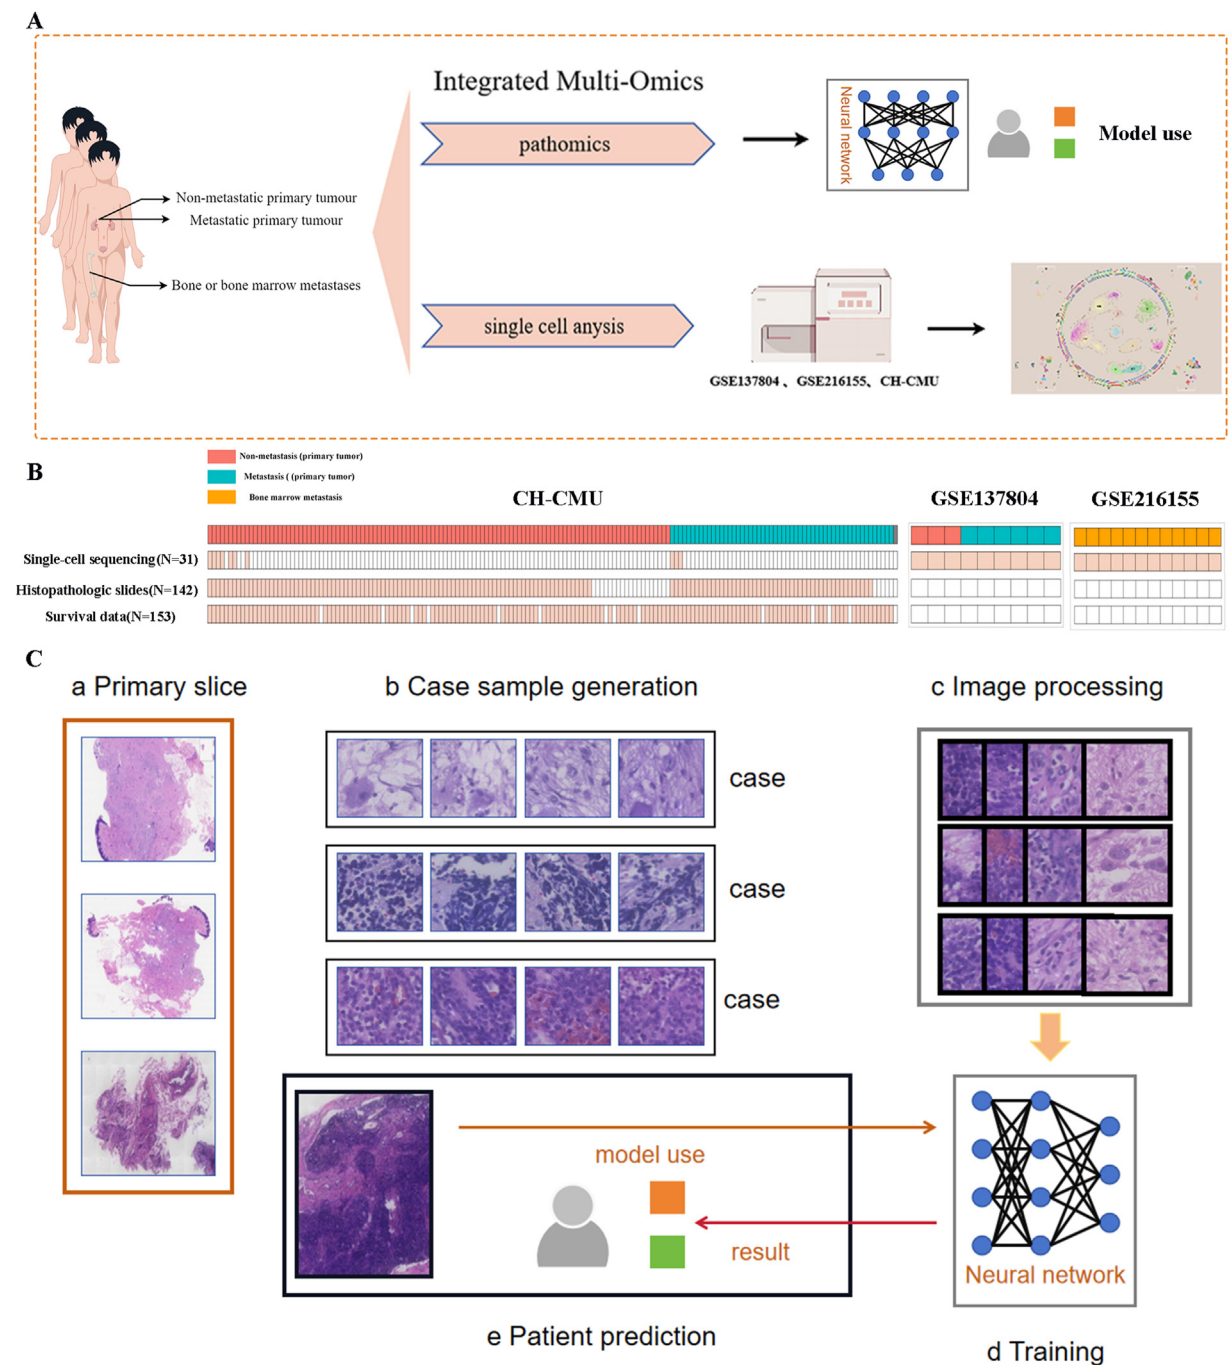 A
Integrated Multi-Omics
pathomics
Neural network
Model use
Non-metastatic primary tumour
Metastatic primary tumour
Bone or bone marrow metastases
single cell anysis
GSE137804 、GSE216155、CH-CMU
B
Non-metastasis (primary tumor)
Metastasis ( (primary tumor)
Bone marrow metastasis
CH-CMU
GSE137804
GSE216155
Single-cell sequencing(N=31)
Histopathologic slides(N=142)
Survival data(N=153)
C
a Primary slice
b Case sample generation
c Image processing
case
case
case
model use
result
Neural network
e Patient prediction
d Training